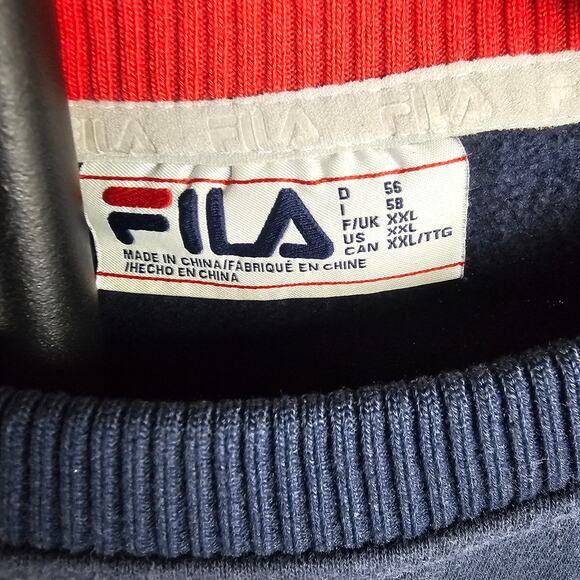 FILA FILA FILA
FILA
D 56
I 58
F/UK XXL
US XXL
CAN XXL/TTG
MADE IN CHINA/FABRIQUÉ EN CHINE
/HECHO EN CHINA